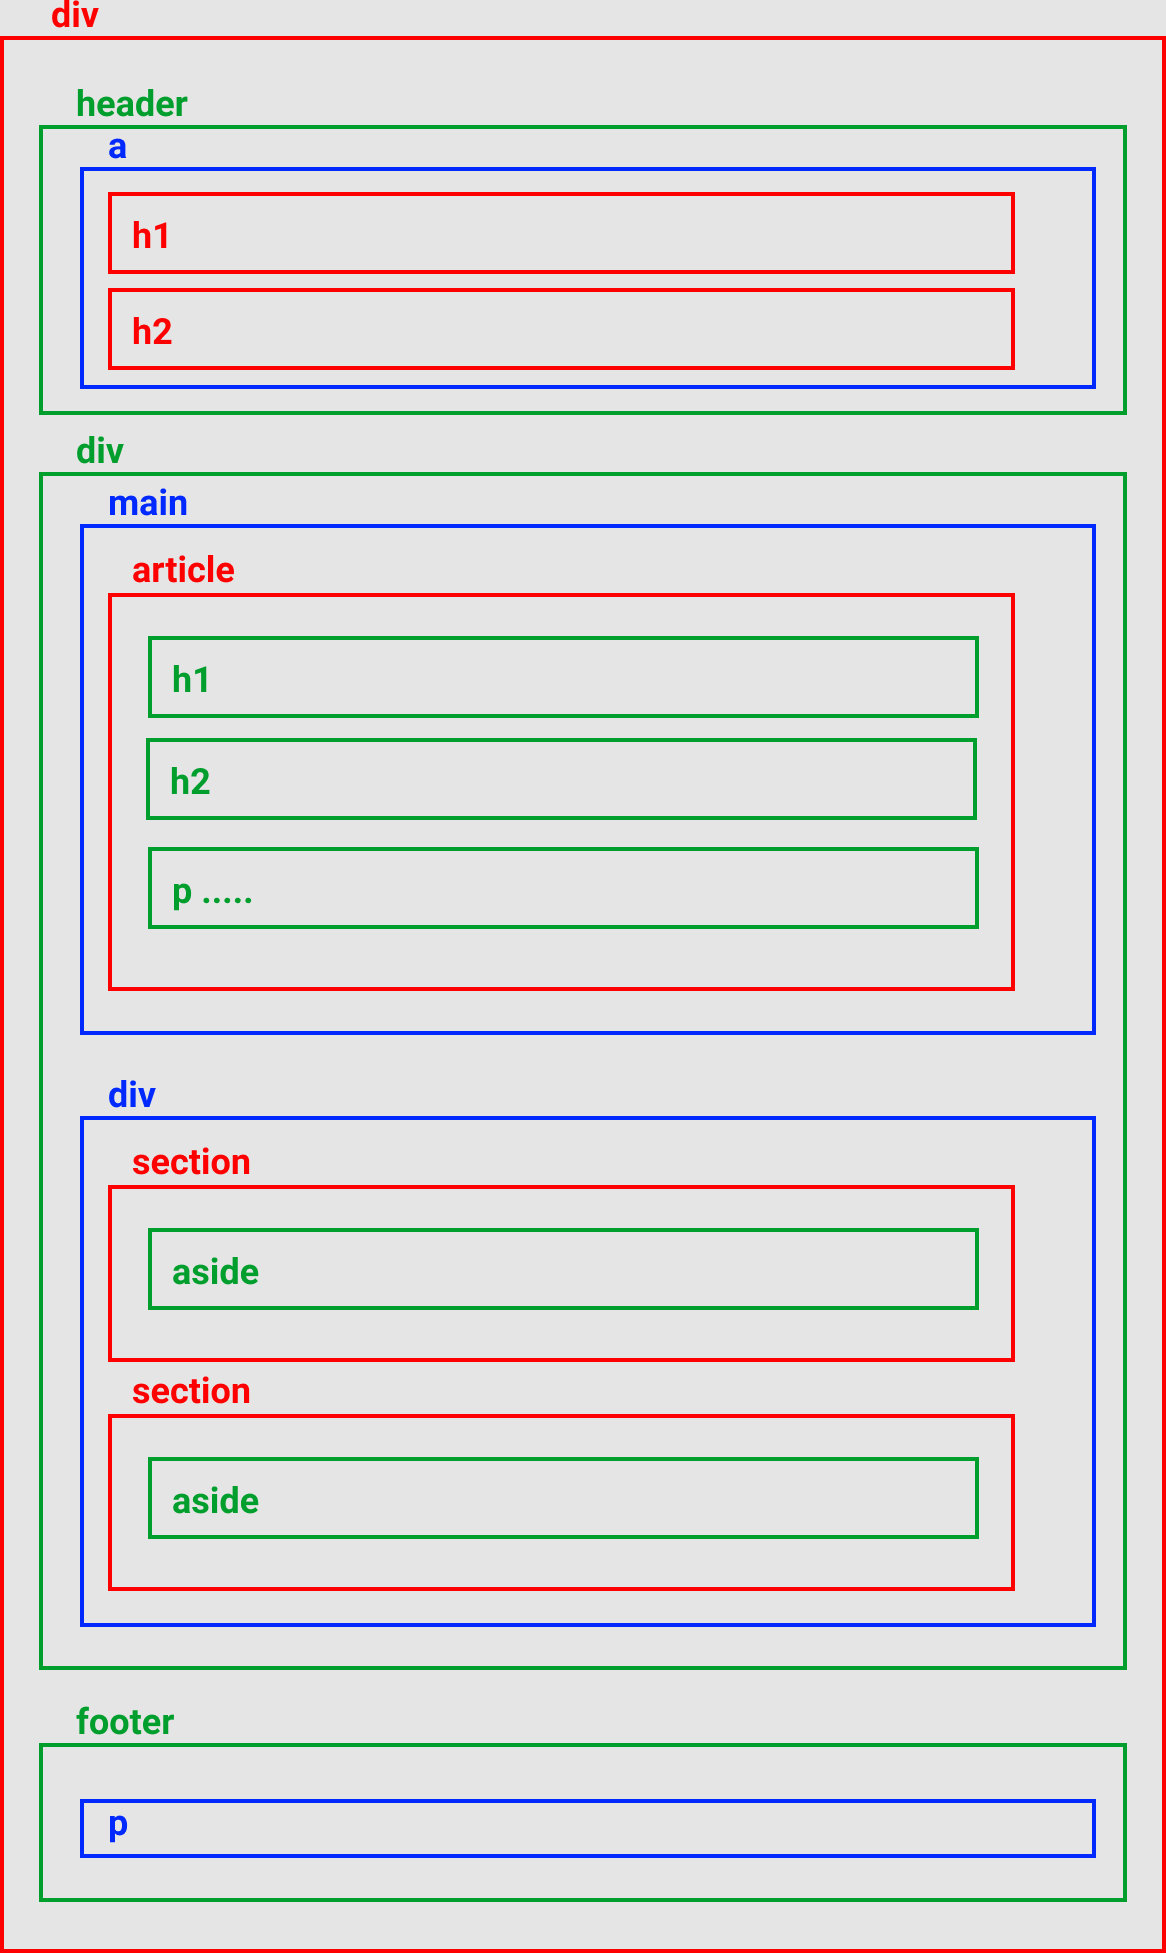 div
header
a
h1
h2
div
main
article
h1
h2
p .....
div
section
aside
section
aside
footer
p